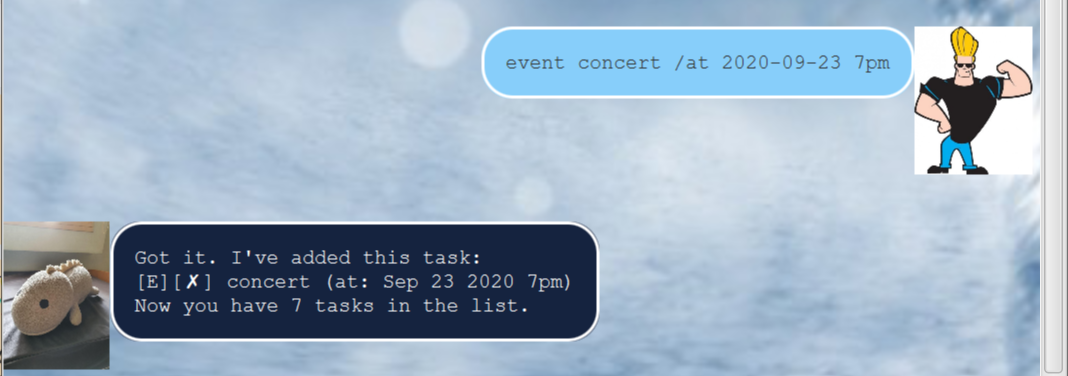 event concert /at 2020-09-23 7pm
Got it. I've added this task:
[E][✗] concert (at: Sep 23 2020 7pm)
Now you have 7 tasks in the list.